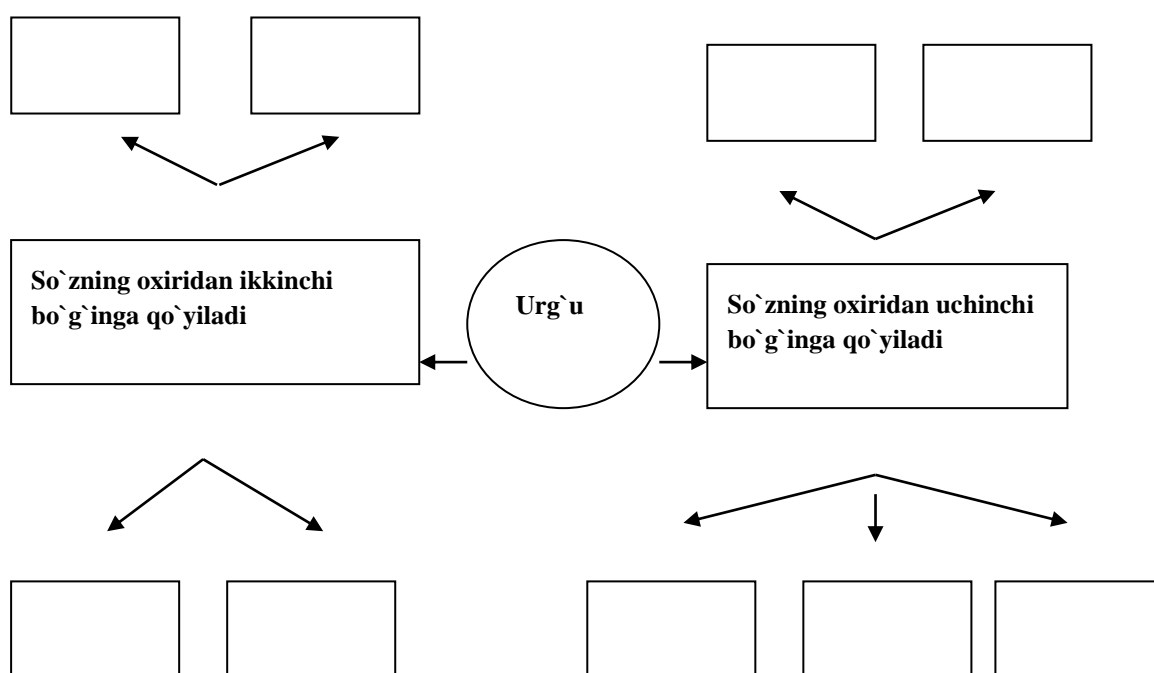 So`zning oxiridan ikkinchi
bo`g`inga qo`yiladi
Urg`u
So`zning oxiridan uchinchi
bo`g`inga qo`yiladi